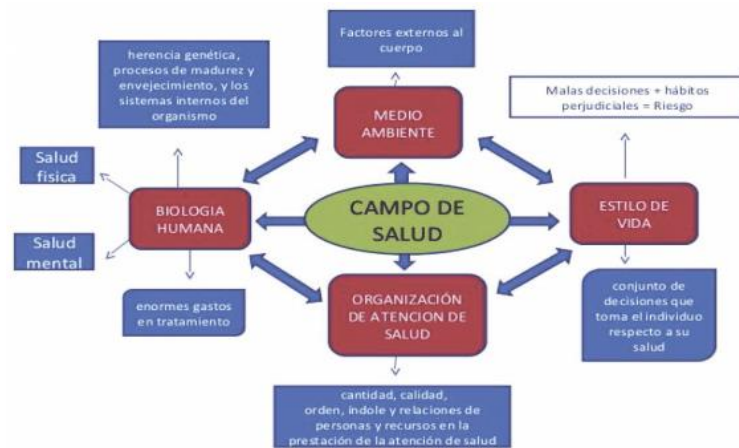 Factores externos al
cuerpo
herencia genética,
procesos de madurez y
envejecimiento, y los
sistemas internos del
organismo
Malas decisiones + hábitos
perjudiciales = Riesgo
MEDIO
AMBIENTE
Salud
fisica
BIOLOGIA
HUMANA
CAMPO DE
SALUD
ESTILO DE
VIDA
Salud
mental
enormes gastos
en tratamiento
ORGANIZACIÓN
DE ATENCION DE
SALUD
conjunto de
decisiones que
toma el individuo
respecto a su
salud
cantidad, calidad,
orden, índole y relaciones de
personas y recursos en la
prestación de la atención de salud